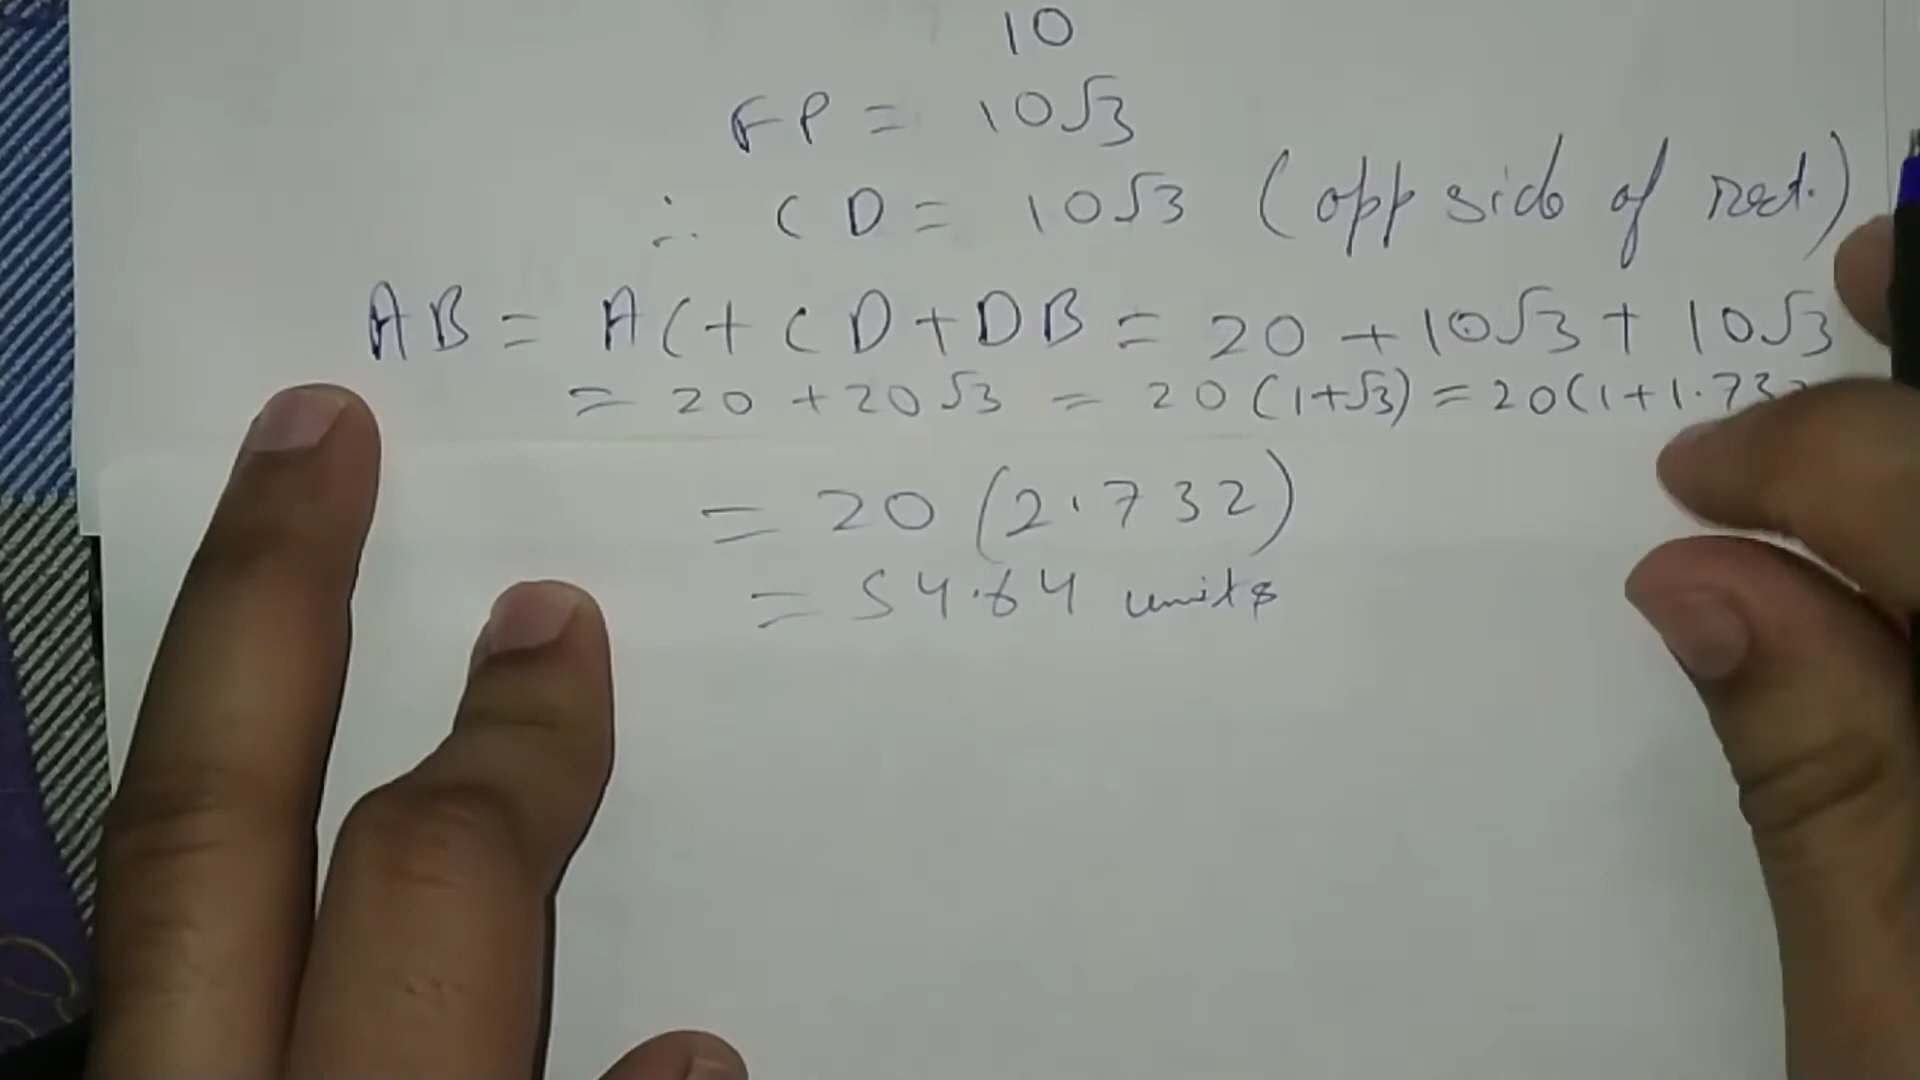 10
FP = 10√3
∴ CD = 10√3 (opp side of rect.)
AB = AC + CD + DB = 20 + 10√3 + 10√3
= 20 + 20√3 = 20(1+√3) = 20(1+1.732
= 20 (2.732)
= 54.64 units